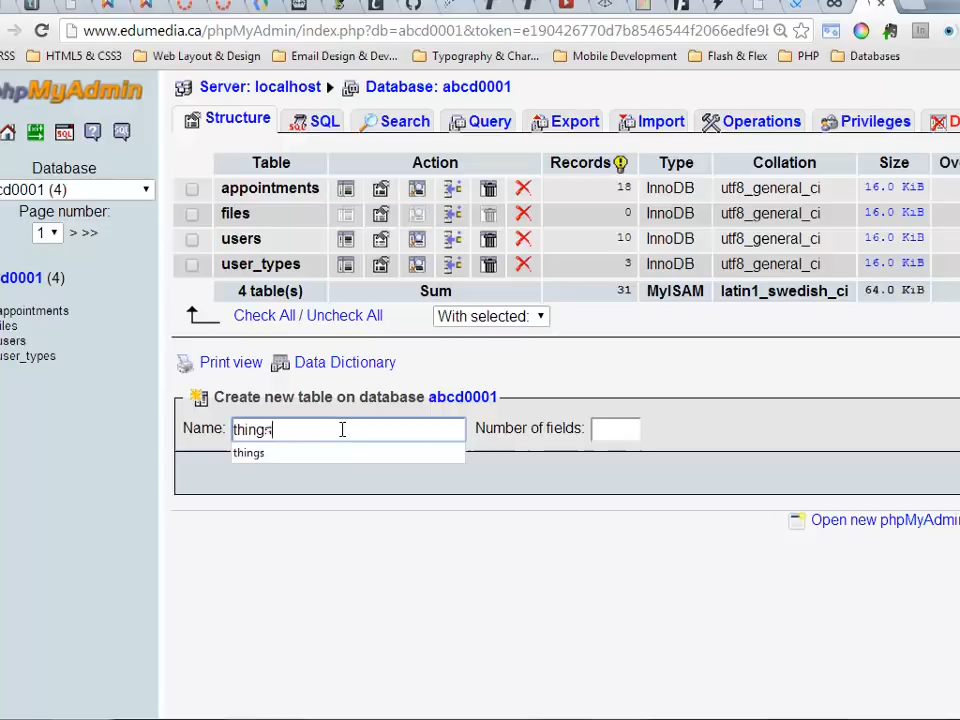 www.edumedia.ca/phpMyAdmin/index.php?db=abcd0001&token=e190426770d7b8546544f2066edfe9b
RSS HTML5 & CSS3 Web Layout & Design Email Design & Dev... Typography & Char... Mobile Development Flash & Flex PHP Databases
phpMyAdmin
Server: localhost Database: abcd0001
Structure SQL Search Query Export Import Operations Privileges D
Database
cd0001 (4)
Page number:
1 > >>
cd0001 (4)
appointments
files
users
user_types
Table Action Records Type Collation Size Ov
appointments 18 InnoDB utf8_general_ci 16.0 KiB
files 0 InnoDB utf8_general_ci 16.0 KiB
users 10 InnoDB utf8_general_ci 16.0 KiB
user_types 3 InnoDB utf8_general_ci 16.0 KiB
4 table(s) Sum 31 MyISAM latin1_swedish_ci 64.0 KiB
Check All / Uncheck All With selected:
Print view Data Dictionary
Create new table on database abcd0001
Name: things Number of fields:
things
Open new phpMyAdmin